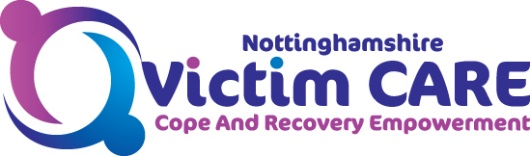 Nottinghamshire
Victim CARE
Cope And Recovery Empowerment